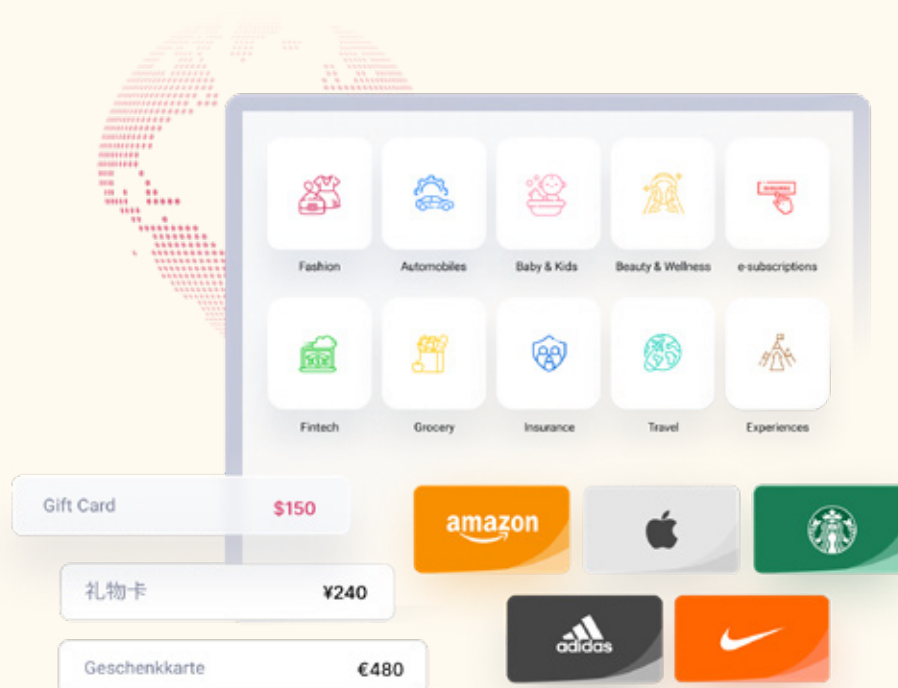 Fashion
Automobiles
Baby & Kids
Beauty & Wellness
e-subscriptions
Fintech
Grocery
Insurance
Travel
Experiences
Gift Card $150
amazon
礼物卡 ¥240
adidas
Geschenkkarte €480